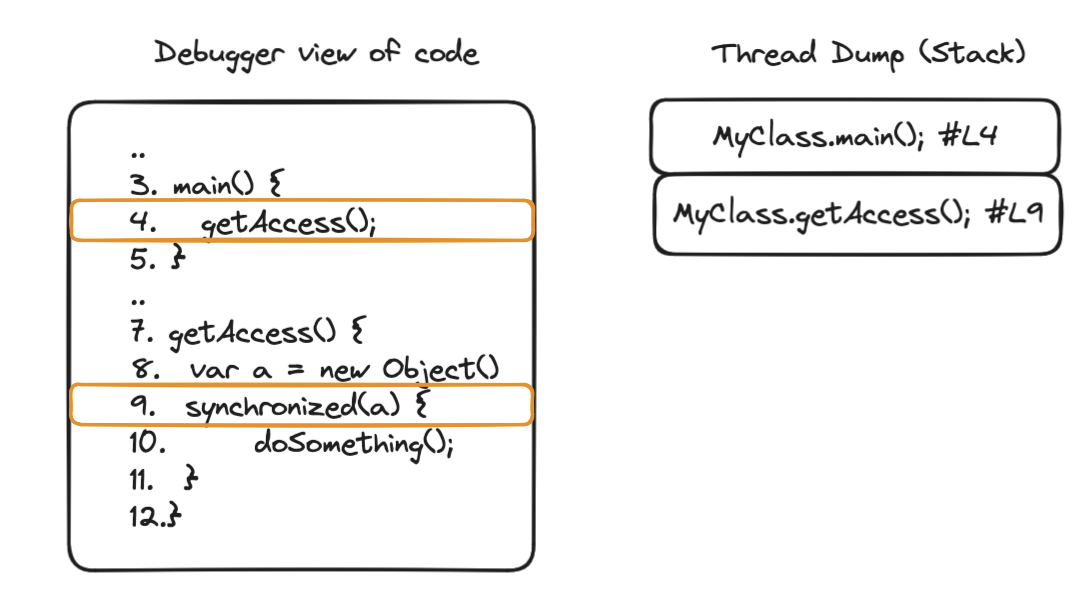 Debugger view of code
..
3. main() {
4. getAccess();
5. }
..
7. getAccess() {
8. var a = new Object()
9. synchronized(a) {
10. doSomething();
11. }
12.}
Thread Dump (Stack)
MyClass.main(); #L4
MyClass.getAccess(); #L9